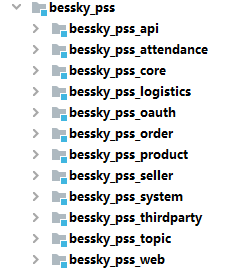 bessky_pss
bessky_pss_api
bessky_pss_attendance
bessky_pss_core
bessky_pss_logistics
bessky_pss_oauth
bessky_pss_order
bessky_pss_product
bessky_pss_seller
bessky_pss_system
bessky_pss_thirdparty
bessky_pss_topic
bessky_pss_web